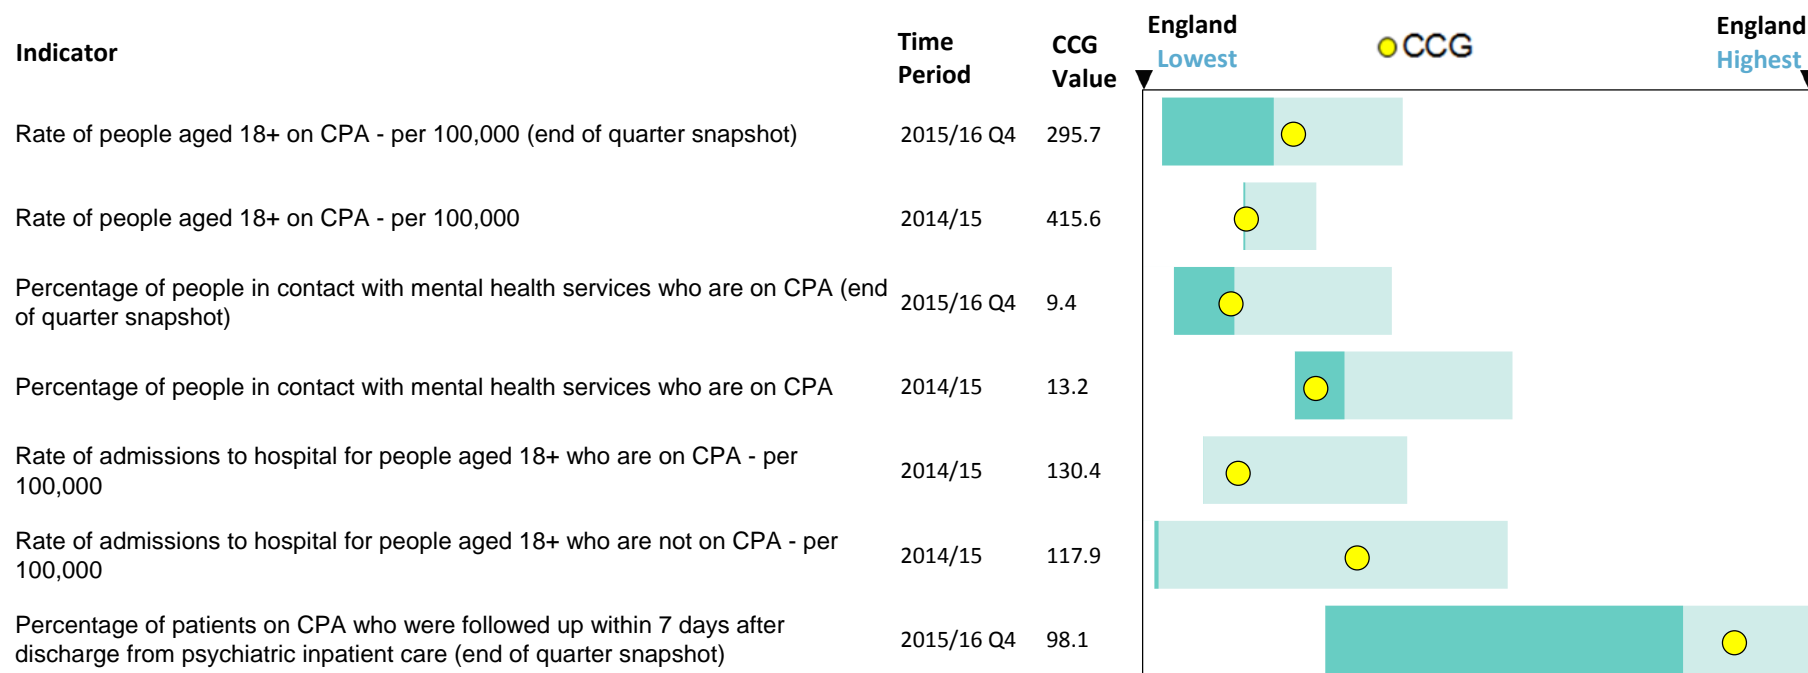 Indicator
Time
Period
CCG
Value
England
Lowest
CCG
England
Highest
Rate of people aged 18+ on CPA - per 100,000 (end of quarter snapshot)
2015/16 Q4
295.7
Rate of people aged 18+ on CPA - per 100,000
2014/15
415.6
Percentage of people in contact with mental health services who are on CPA (end
of quarter snapshot)
2015/16 Q4
9.4
Percentage of people in contact with mental health services who are on CPA
2014/15
13.2
Rate of admissions to hospital for people aged 18+ who are on CPA - per
100,000
2014/15
130.4
Rate of admissions to hospital for people aged 18+ who are not on CPA - per
100,000
2014/15
117.9
Percentage of patients on CPA who were followed up within 7 days after
discharge from psychiatric inpatient care (end of quarter snapshot)
2015/16 Q4
98.1